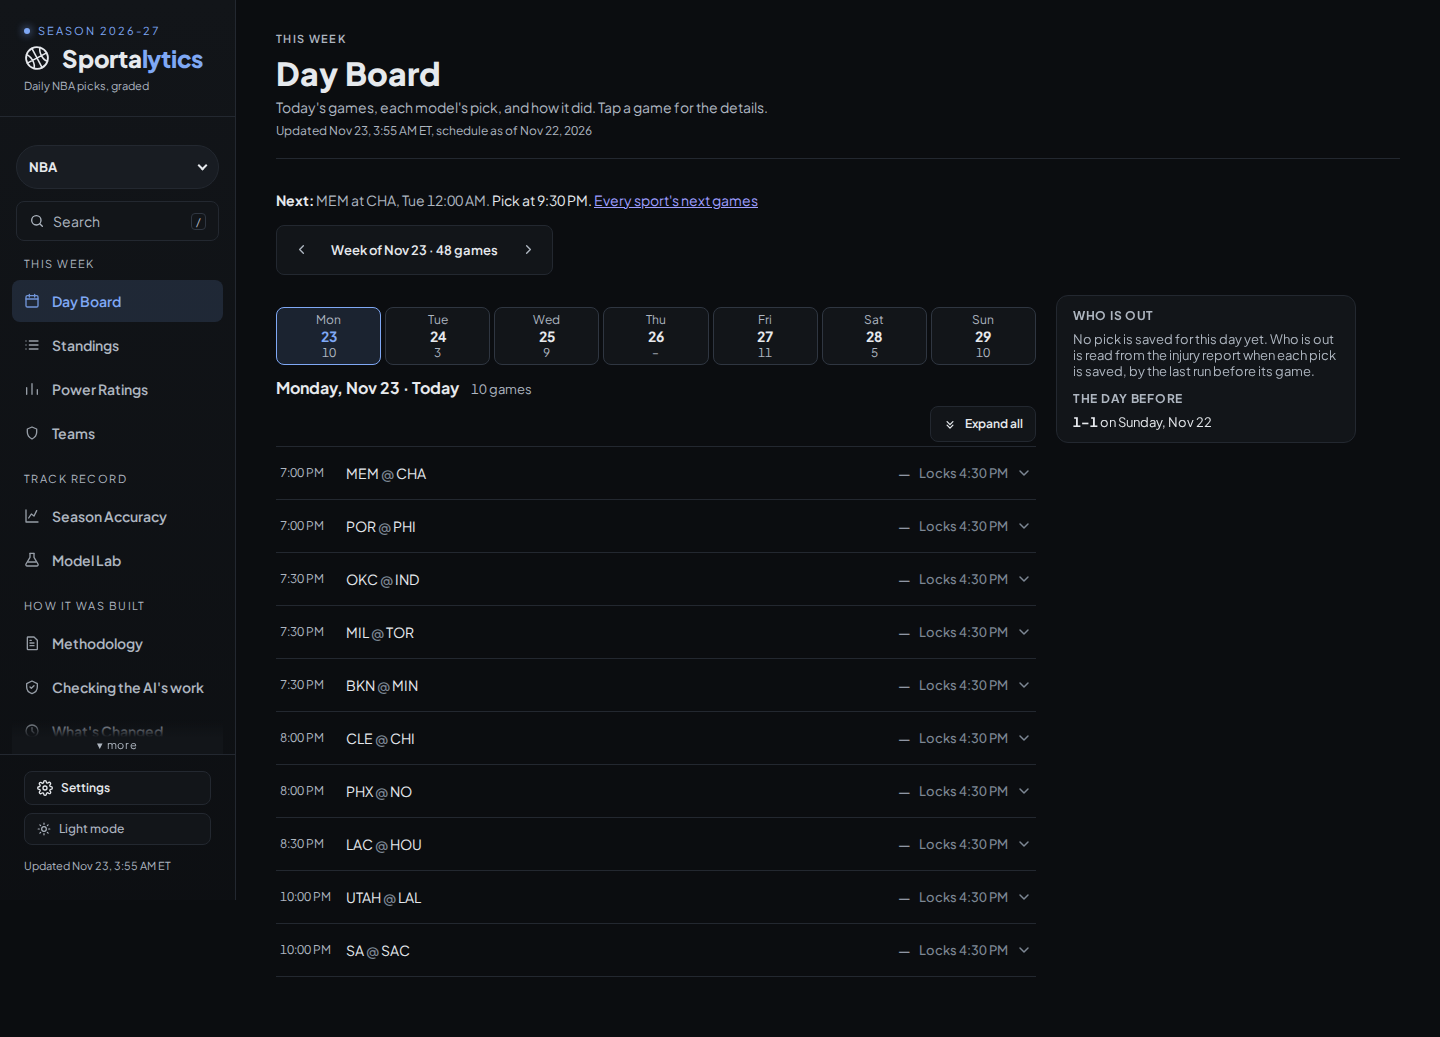 SEASON 2026-27
Sportalytics
Daily NBA picks, graded
NBA
Search /
THIS WEEK
Day Board
Standings
Power Ratings
Teams
TRACK RECORD
Season Accuracy
Model Lab
HOW IT WAS BUILT
Methodology
Checking the AI's work
What's Changed
▾ more
Settings
Light mode
Updated Nov 23, 3:55 AM ET
THIS WEEK
Day Board
Today's games, each model's pick, and how it did. Tap a game for the details.
Updated Nov 23, 3:55 AM ET, schedule as of Nov 22, 2026
Next: MEM at CHA, Tue 12:00 AM. Pick at 9:30 PM. Every sport's next games
Week of Nov 23 · 48 games
Mon 23 10
Tue 24 3
Wed 25 9
Thu 26 –
Fri 27 11
Sat 28 5
Sun 29 10
Monday, Nov 23 · Today 10 games
Expand all
7:00 PM MEM @ CHA — Locks 4:30 PM
7:00 PM POR @ PHI — Locks 4:30 PM
7:30 PM OKC @ IND — Locks 4:30 PM
7:30 PM MIL @ TOR — Locks 4:30 PM
7:30 PM BKN @ MIN — Locks 4:30 PM
8:00 PM CLE @ CHI — Locks 4:30 PM
8:00 PM PHX @ NO — Locks 4:30 PM
8:30 PM LAC @ HOU — Locks 4:30 PM
10:00 PM UTAH @ LAL — Locks 4:30 PM
10:00 PM SA @ SAC — Locks 4:30 PM
WHO IS OUT
No pick is saved for this day yet. Who is out
is read from the injury report when each pick
is saved, by the last run before its game.
THE DAY BEFORE
1-1 on Sunday, Nov 22